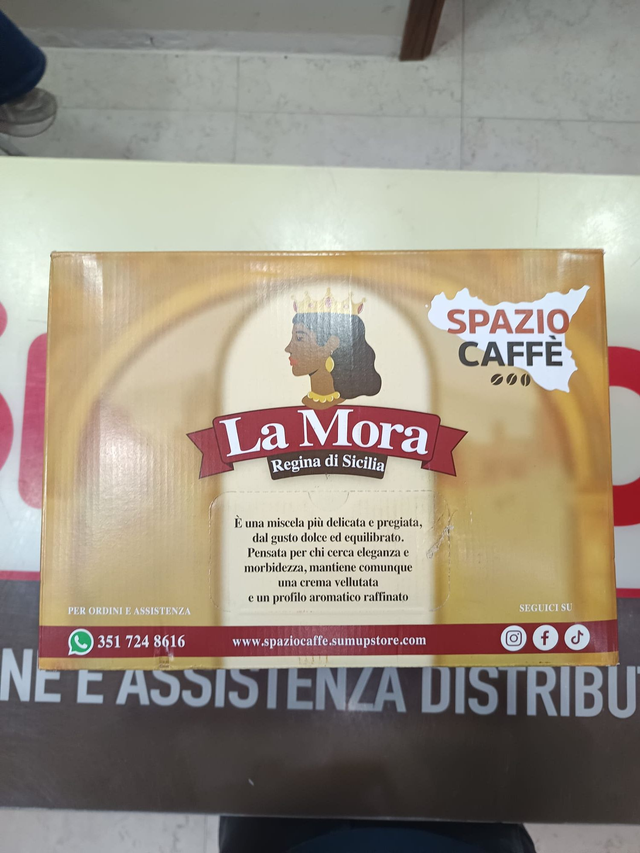 SPAZIO
CAFFÈ
La Mora
Regina di Sicilia
È una miscela più delicata e pregiata,
dal gusto dolce ed equilibrato.
Pensata per chi cerca eleganza e
morbidezza, mantiene comunque
una crema vellutata
e un profilo aromatico raffinato
PER ORDINI E ASSISTENZA
SEGUICI SU
351 724 8616
www.spaziocaffe.sumupstore.com
NE E ASSISTENZA DISTRIBU